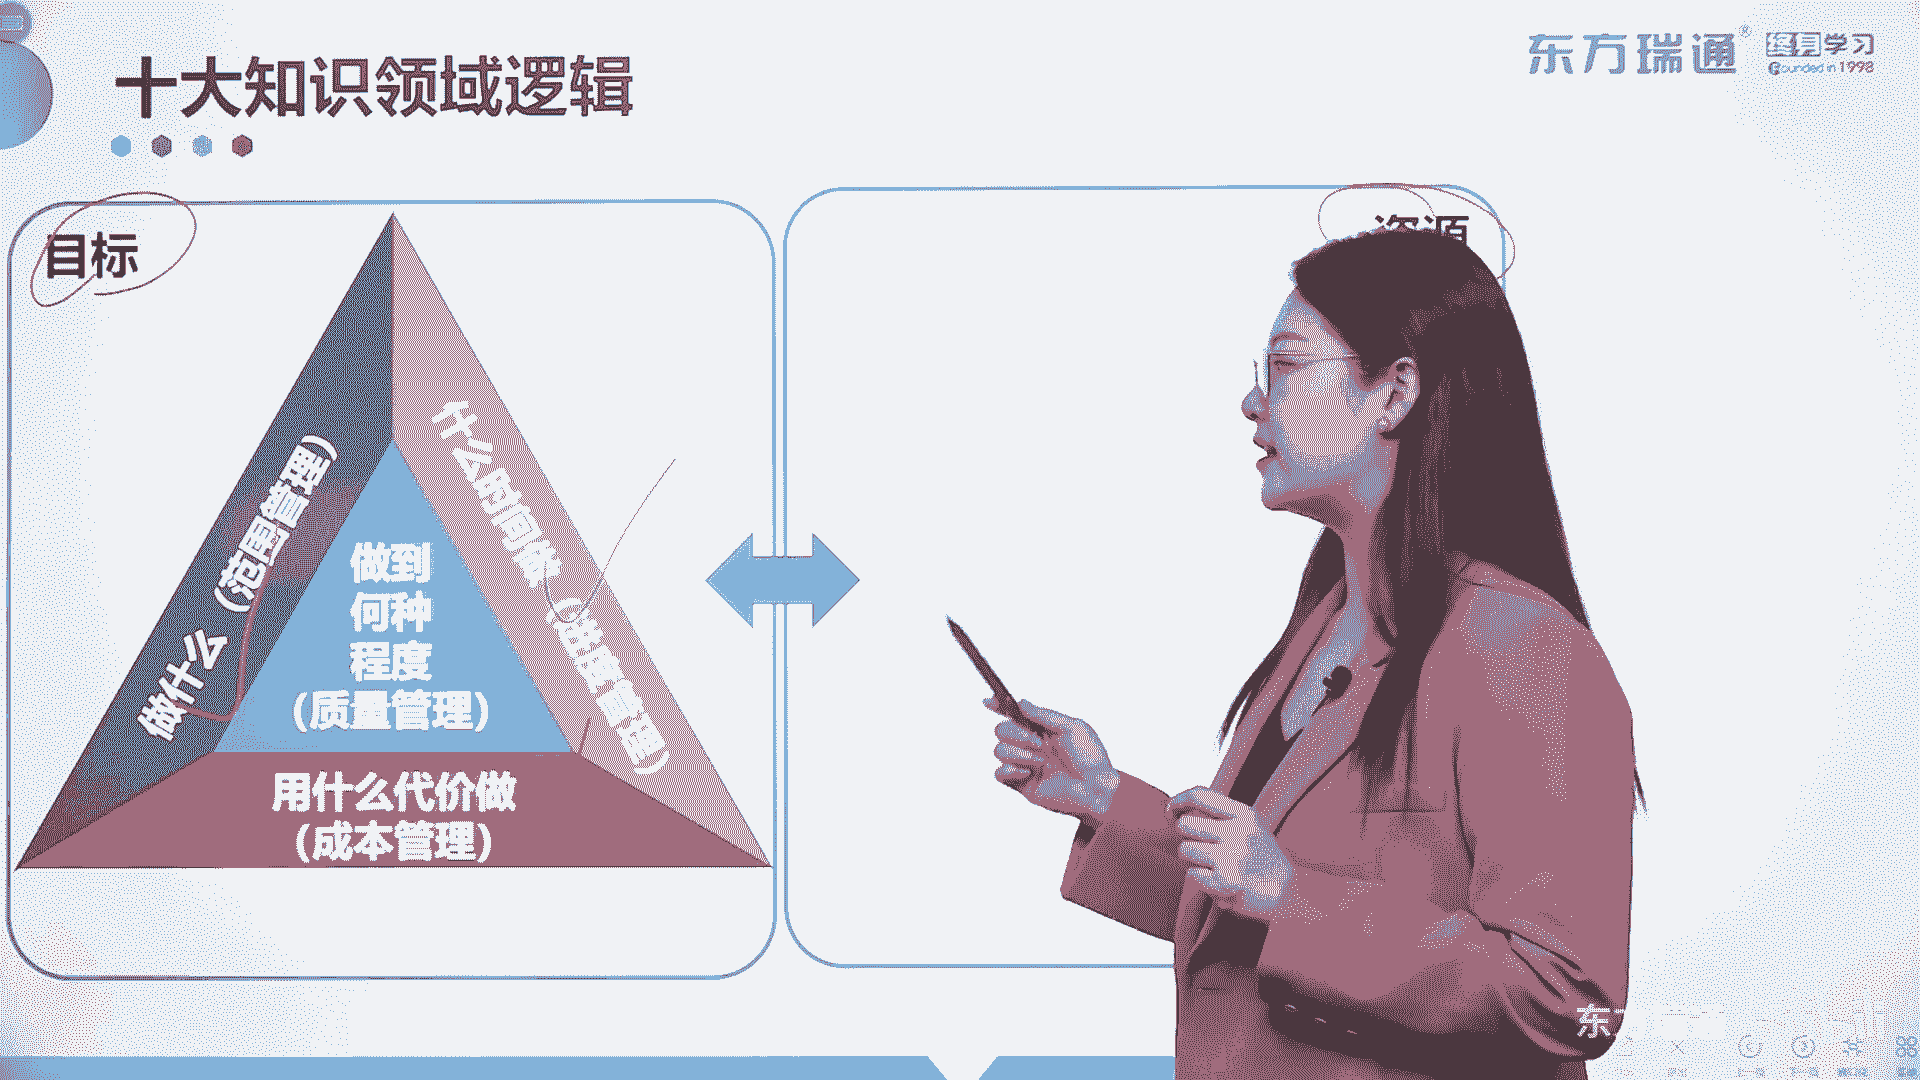 十大知识领域逻辑
东方瑞通®
终身学习
Founded in 1998
目标
资源
做什么（范围管理）
什么时间做（进度管理）
做到
何种
程度
（质量管理）
用什么代价做
（成本管理）
东